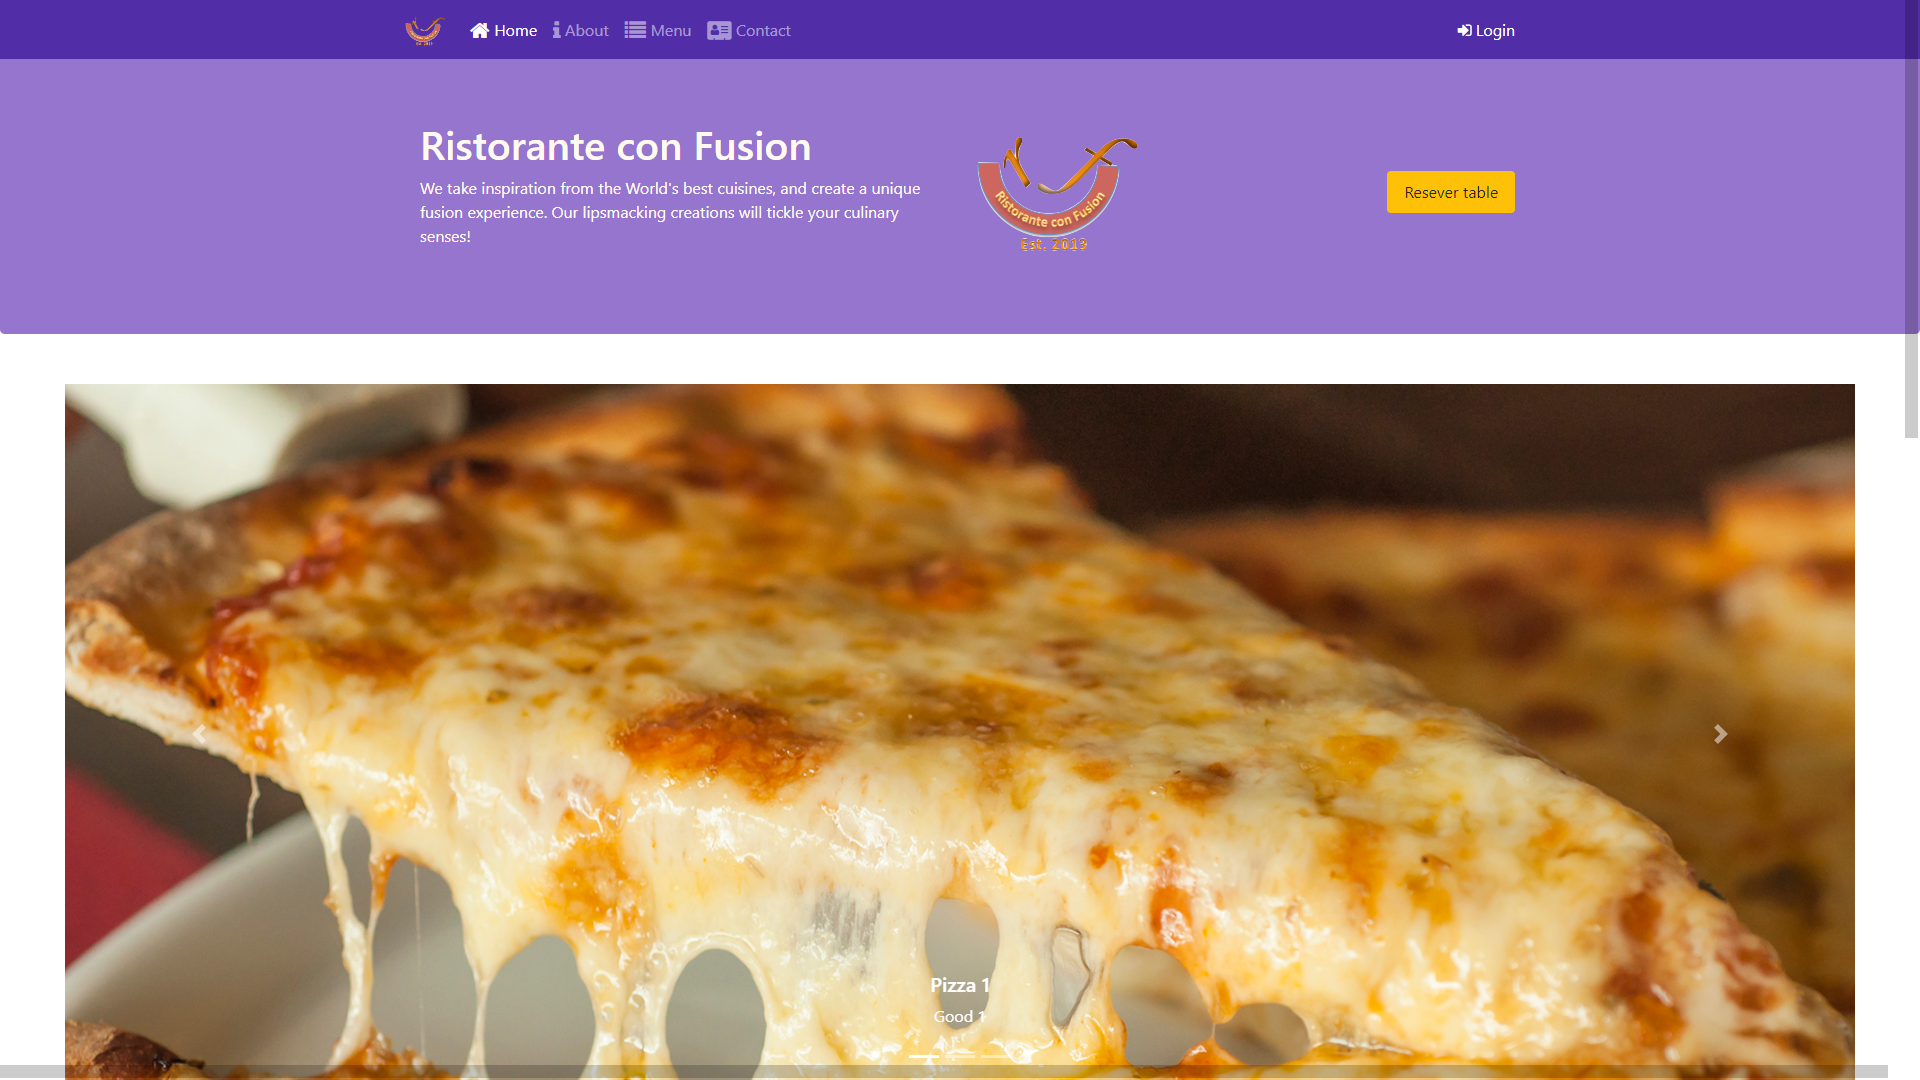 Home About Menu Contact Login
Ristorante con Fusion
We take inspiration from the World's best cuisines, and create a unique
fusion experience. Our lipsmacking creations will tickle your culinary
senses!
Ristorante con Fusion
Est. 2013
Resever table
Pizza 1
Good 1